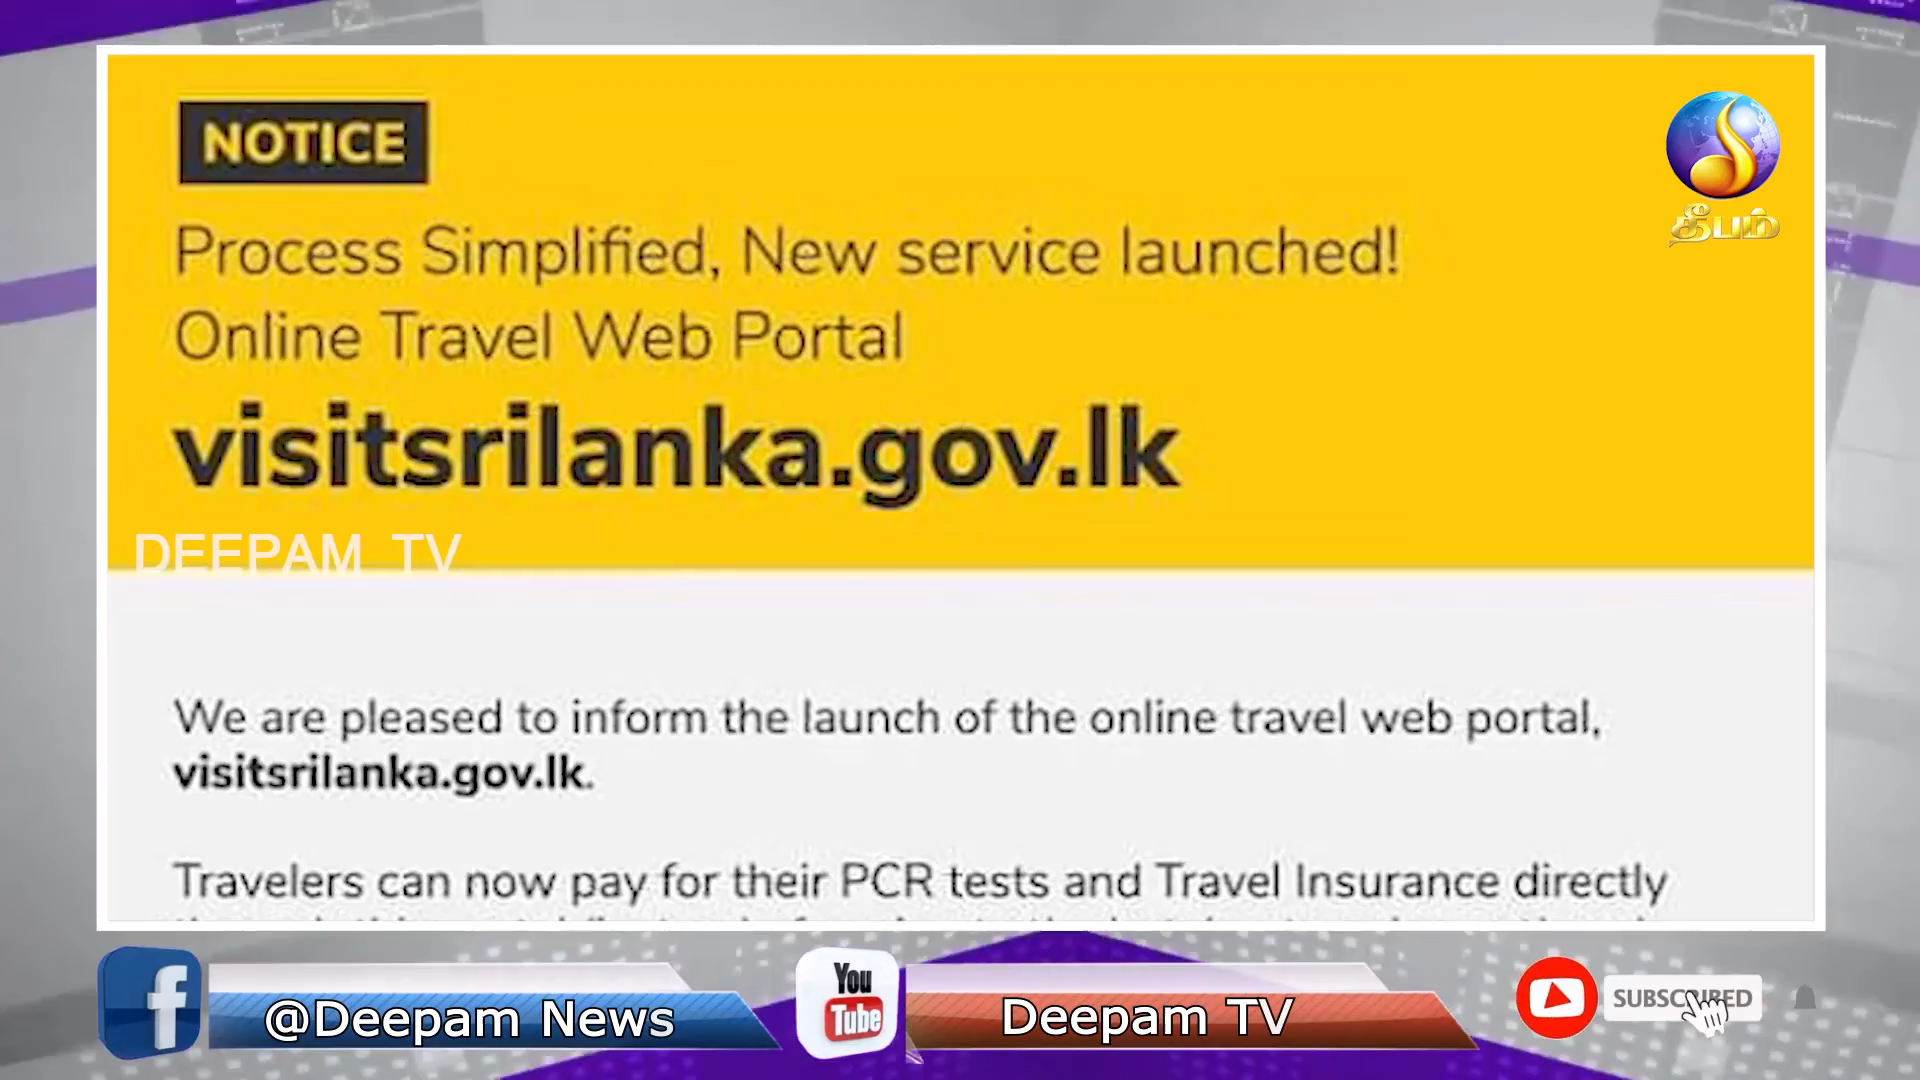 NOTICE
தீபம்
Process Simplified, New service launched!
Online Travel Web Portal
visitsrilanka.gov.lk
DEEPAM TV
We are pleased to inform the launch of the online travel web portal,
visitsrilanka.gov.lk.
Travelers can now pay for their PCR tests and Travel Insurance directly
@Deepam News
You
Tube
Deepam TV
SUBSCRIBED